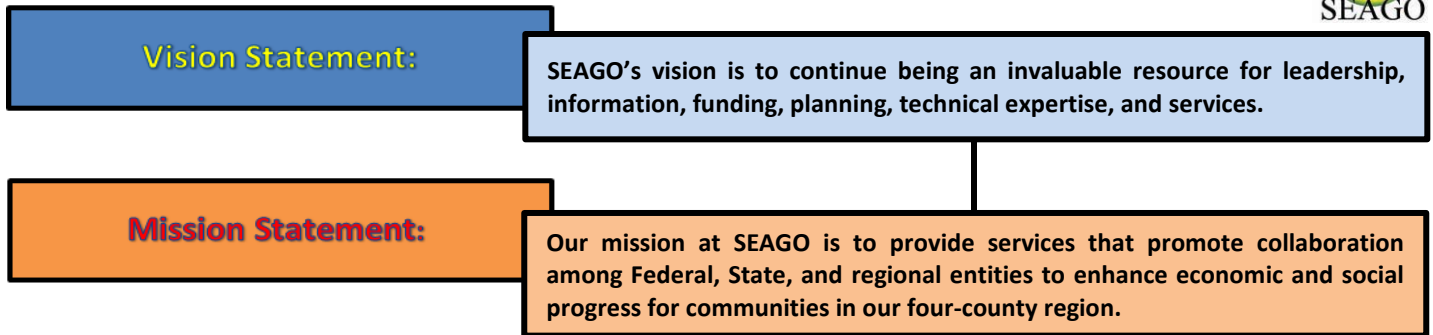 SEAGO
Vision Statement:
SEAGO’s vision is to continue being an invaluable resource for leadership,
information, funding, planning, technical expertise, and services.
Mission Statement:
Our mission at SEAGO is to provide services that promote collaboration
among Federal, State, and regional entities to enhance economic and social
progress for communities in our four-county region.